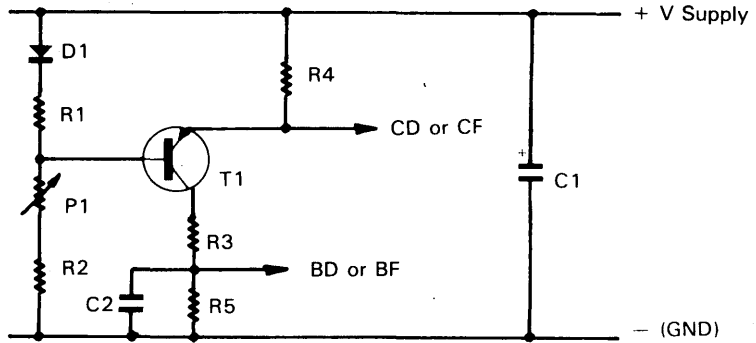 + V Supply
D1
R4
R1
CD or CF
T1
+
C1
P1
R3
R2
BD or BF
C2
R5
− (GND)